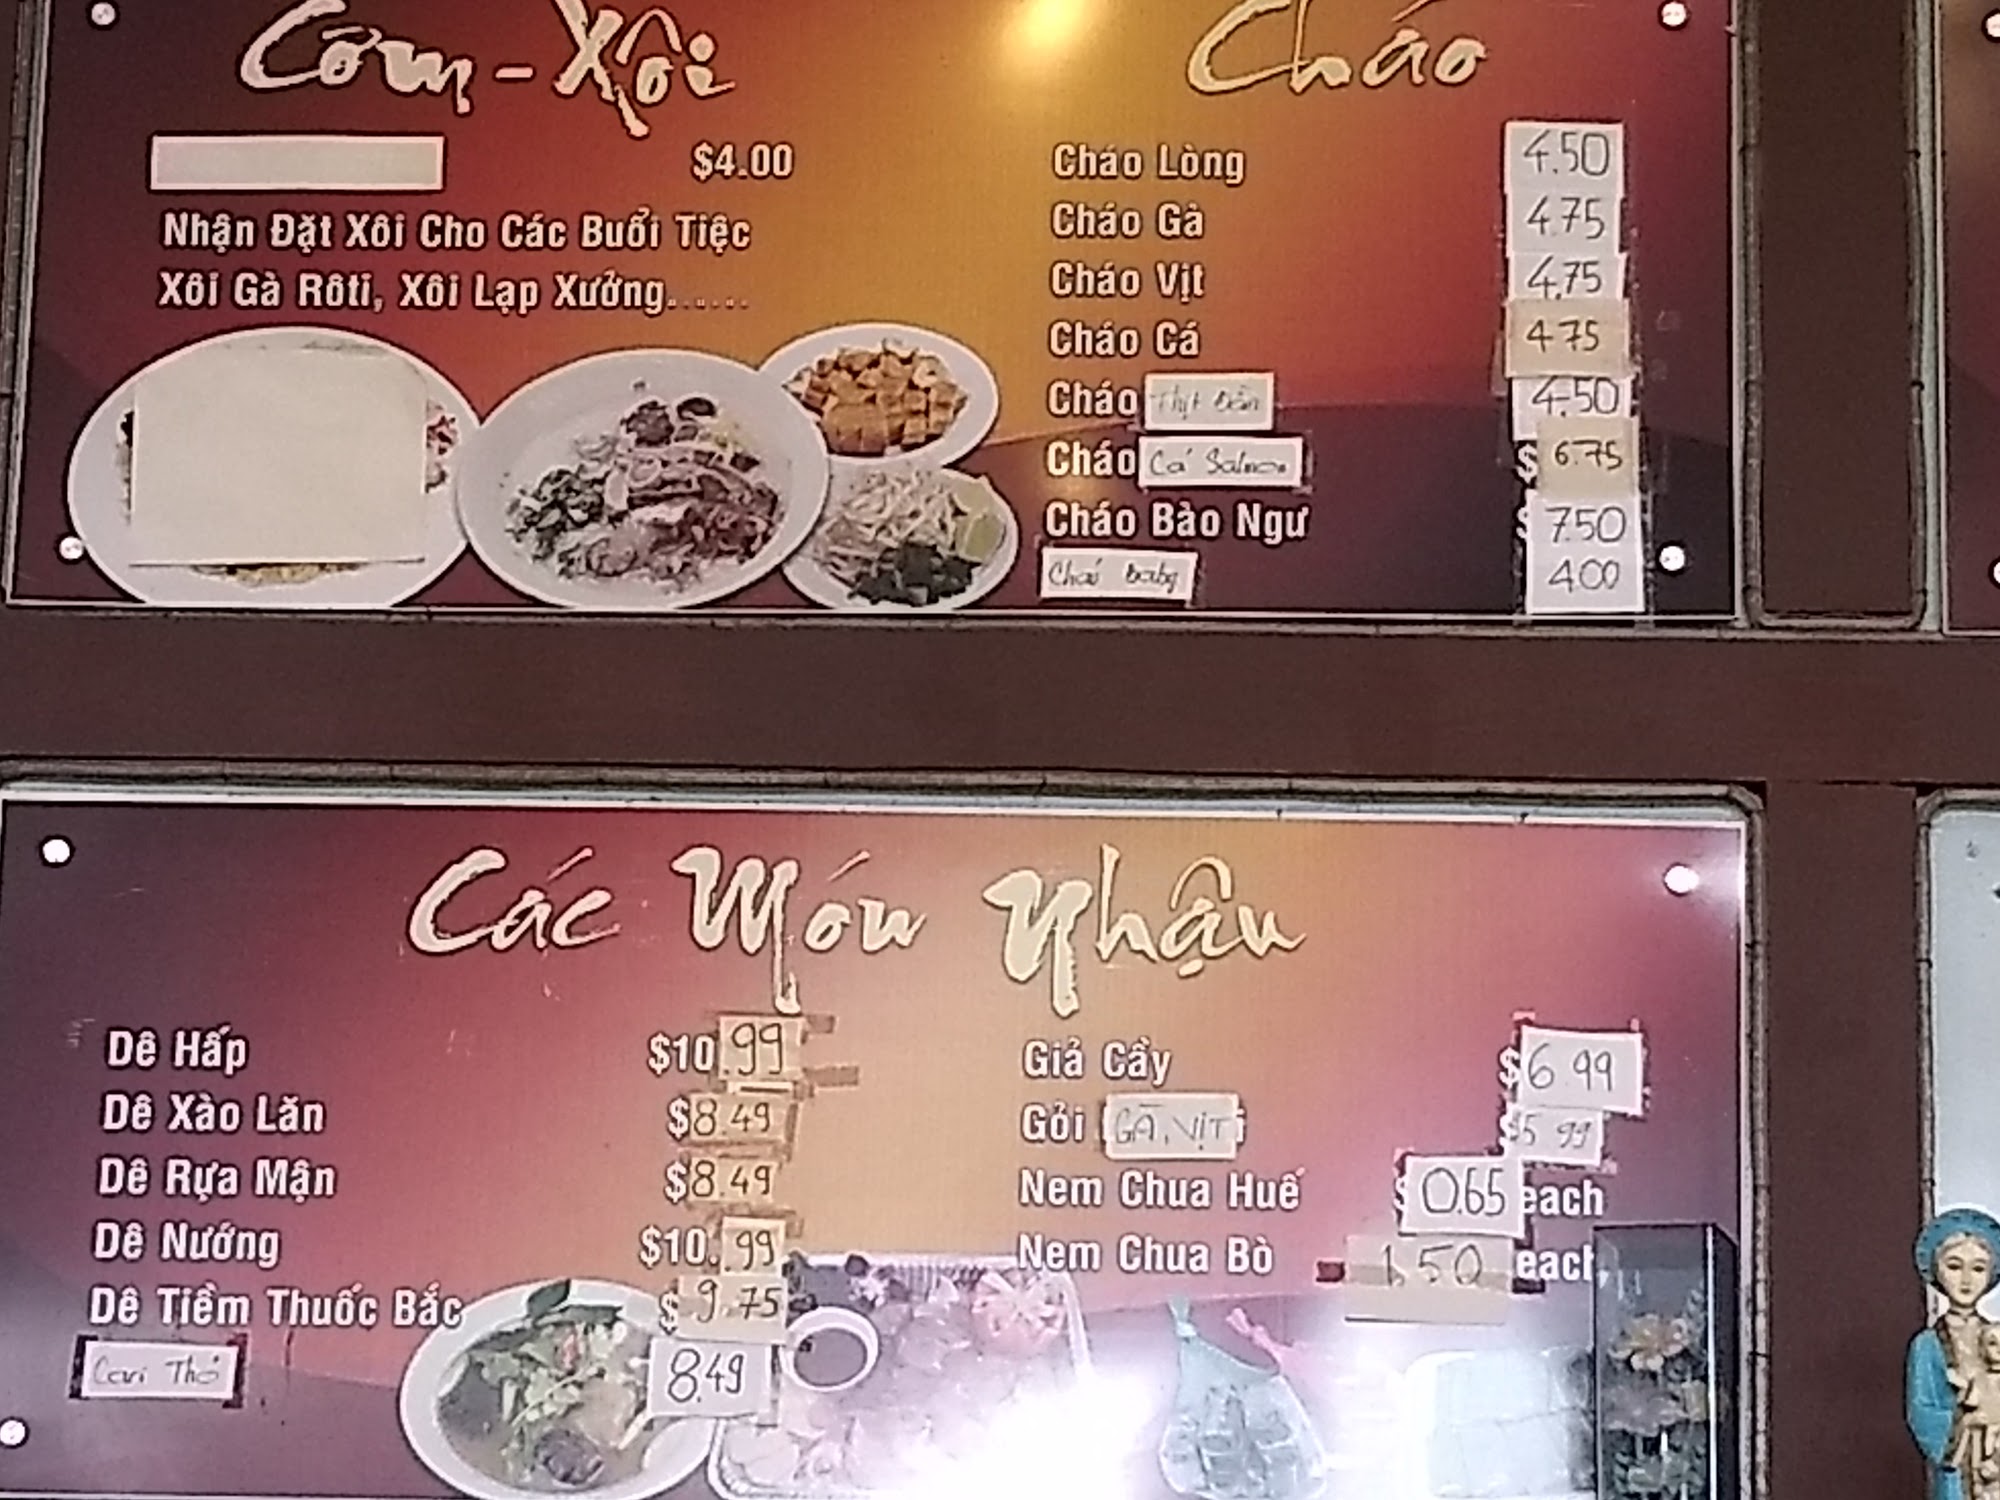 Cơm - Xôi
$4.00
Nhận Đặt Xôi Cho Các Buổi Tiệc
Xôi Gà Rôti, Xôi Lạp Xưởng......
Cháo
Cháo Lòng 4.50
Cháo Gà 4.75
Cháo Vịt 4.75
Cháo Cá 4.75
Cháo Thịt 4.50
Cháo Cá Salmon $6.75
Cháo Bào Ngư $7.50
Cháo baby 4.00
Các Món Nhậu
Dê Hấp $10.99
Dê Xào Lăn $8.49
Dê Rựa Mận $8.49
Dê Nướng $10.99
Dê Tiềm Thuốc Bắc $9.75
Cari Thỏ 8.49
Giả Cầy $6.99
Gỏi GÀ, VỊT $5 99
Nem Chua Huế $0.65 each
Nem Chua Bò 1.50 each